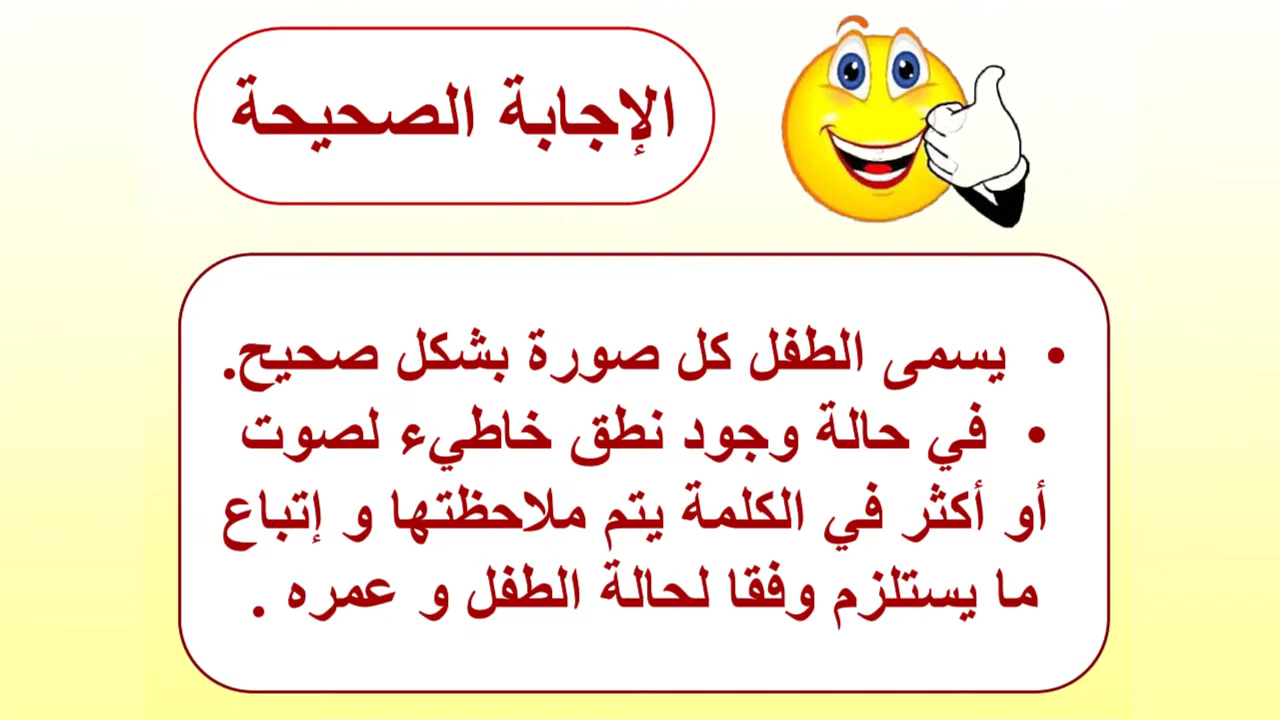 الإجابة الصحيحة
• يسمى الطفل كل صورة بشكل صحيح.
• في حالة وجود نطق خاطيء لصوت
أو أكثر في الكلمة يتم ملاحظتها و إتباع
ما يستلزم وفقا لحالة الطفل و عمره .